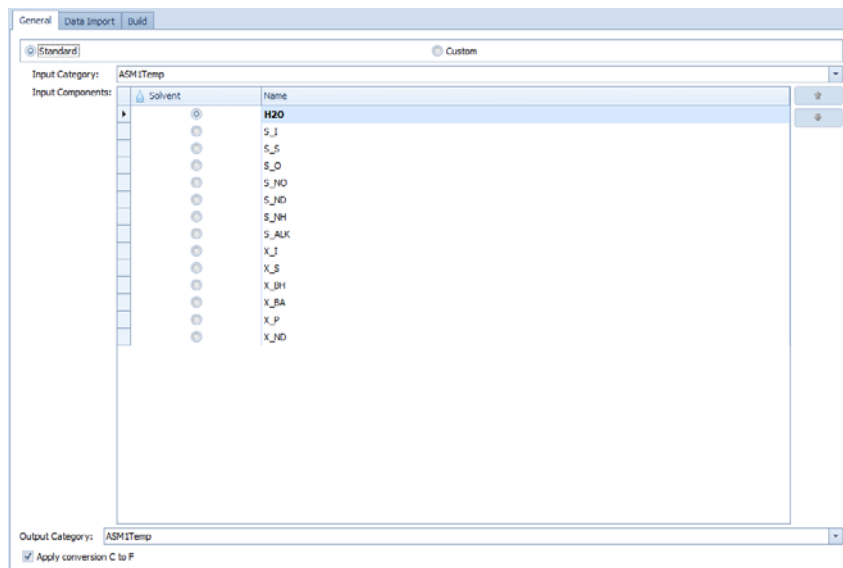 General Data Import Build
Standard Custom
Input Category: ASM1Temp
Input Components: Solvent Name
H2O
S_I
S_S
S_O
S_NO
S_ND
S_NH
S_ALK
X_I
X_S
X_BH
X_BA
X_P
X_ND
Output Category: ASM1Temp
Apply conversion C to F